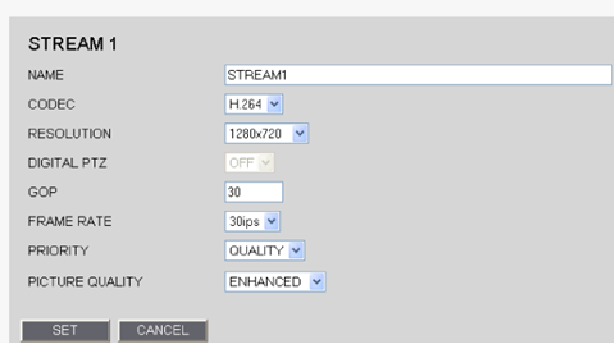 STREAM 1
NAME STREAM1
CODEC H.264
RESOLUTION 1280x720
DIGITAL PTZ OFF
GOP 30
FRAME RATE 30ips
PRIORITY QUALITY
PICTURE QUALITY ENHANCED
SET CANCEL